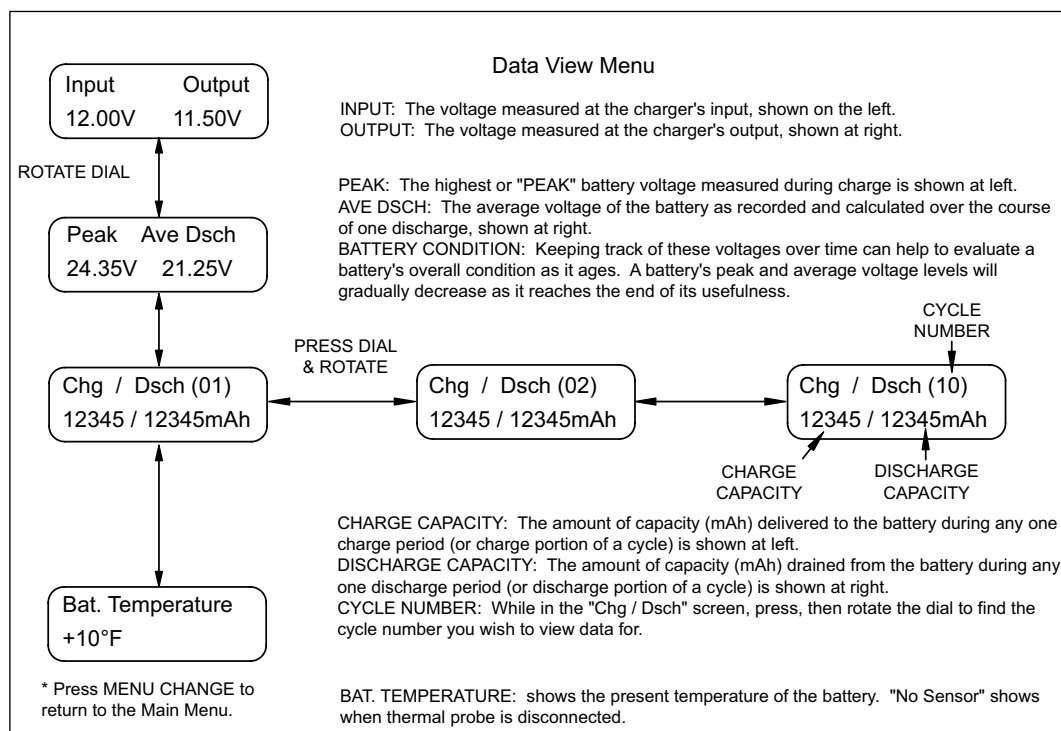 Data View Menu
Input Output
12.00V 11.50V
INPUT: The voltage measured at the charger's input, shown on the left.
OUTPUT: The voltage measured at the charger's output, shown at right.
ROTATE DIAL
Peak Ave Dsch
24.35V 21.25V
PEAK: The highest or "PEAK" battery voltage measured during charge is shown at left.
AVE DSCH: The average voltage of the battery as recorded and calculated over the course
of one discharge, shown at right.
BATTERY CONDITION: Keeping track of these voltages over time can help to evaluate a
battery's overall condition as it ages. A battery's peak and average voltage levels will
gradually decrease as it reaches the end of its usefulness.
Chg / Dsch (01)
12345 / 12345mAh
PRESS DIAL
& ROTATE
Chg / Dsch (02)
12345 / 12345mAh
CYCLE
NUMBER
Chg / Dsch (10)
12345 / 12345mAh
CHARGE
CAPACITY
DISCHARGE
CAPACITY
CHARGE CAPACITY: The amount of capacity (mAh) delivered to the battery during any one
charge period (or charge portion of a cycle) is shown at left.
DISCHARGE CAPACITY: The amount of capacity (mAh) drained from the battery during any
one discharge period (or discharge portion of a cycle) is shown at right.
CYCLE NUMBER: While in the "Chg / Dsch" screen, press, then rotate the dial to find the
cycle number you wish to view data for.
Bat. Temperature
+10°F
* Press MENU CHANGE to
return to the Main Menu.
BAT. TEMPERATURE: shows the present temperature of the battery. "No Sensor" shows
when thermal probe is disconnected.